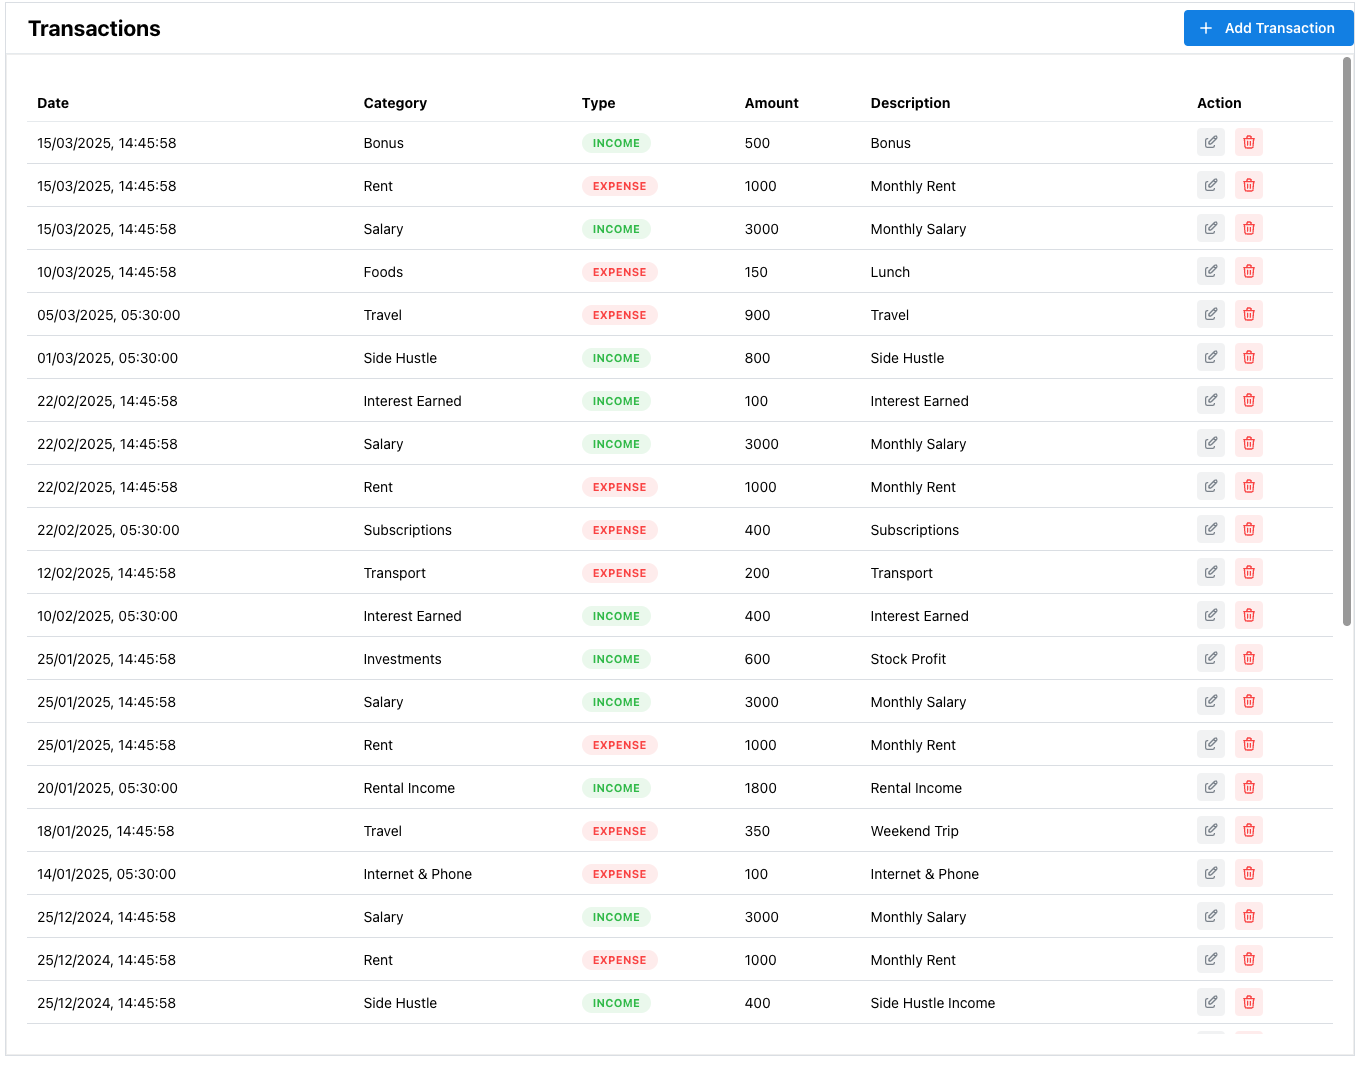 Transactions
+ Add Transaction
Date Category Type Amount Description Action
15/03/2025, 14:45:58 Bonus INCOME 500 Bonus
15/03/2025, 14:45:58 Rent EXPENSE 1000 Monthly Rent
15/03/2025, 14:45:58 Salary INCOME 3000 Monthly Salary
10/03/2025, 14:45:58 Foods EXPENSE 150 Lunch
05/03/2025, 05:30:00 Travel EXPENSE 900 Travel
01/03/2025, 05:30:00 Side Hustle INCOME 800 Side Hustle
22/02/2025, 14:45:58 Interest Earned INCOME 100 Interest Earned
22/02/2025, 14:45:58 Salary INCOME 3000 Monthly Salary
22/02/2025, 14:45:58 Rent EXPENSE 1000 Monthly Rent
22/02/2025, 05:30:00 Subscriptions EXPENSE 400 Subscriptions
12/02/2025, 14:45:58 Transport EXPENSE 200 Transport
10/02/2025, 05:30:00 Interest Earned INCOME 400 Interest Earned
25/01/2025, 14:45:58 Investments INCOME 600 Stock Profit
25/01/2025, 14:45:58 Salary INCOME 3000 Monthly Salary
25/01/2025, 14:45:58 Rent EXPENSE 1000 Monthly Rent
20/01/2025, 05:30:00 Rental Income INCOME 1800 Rental Income
18/01/2025, 14:45:58 Travel EXPENSE 350 Weekend Trip
14/01/2025, 05:30:00 Internet & Phone EXPENSE 100 Internet & Phone
25/12/2024, 14:45:58 Salary INCOME 3000 Monthly Salary
25/12/2024, 14:45:58 Rent EXPENSE 1000 Monthly Rent
25/12/2024, 14:45:58 Side Hustle INCOME 400 Side Hustle Income